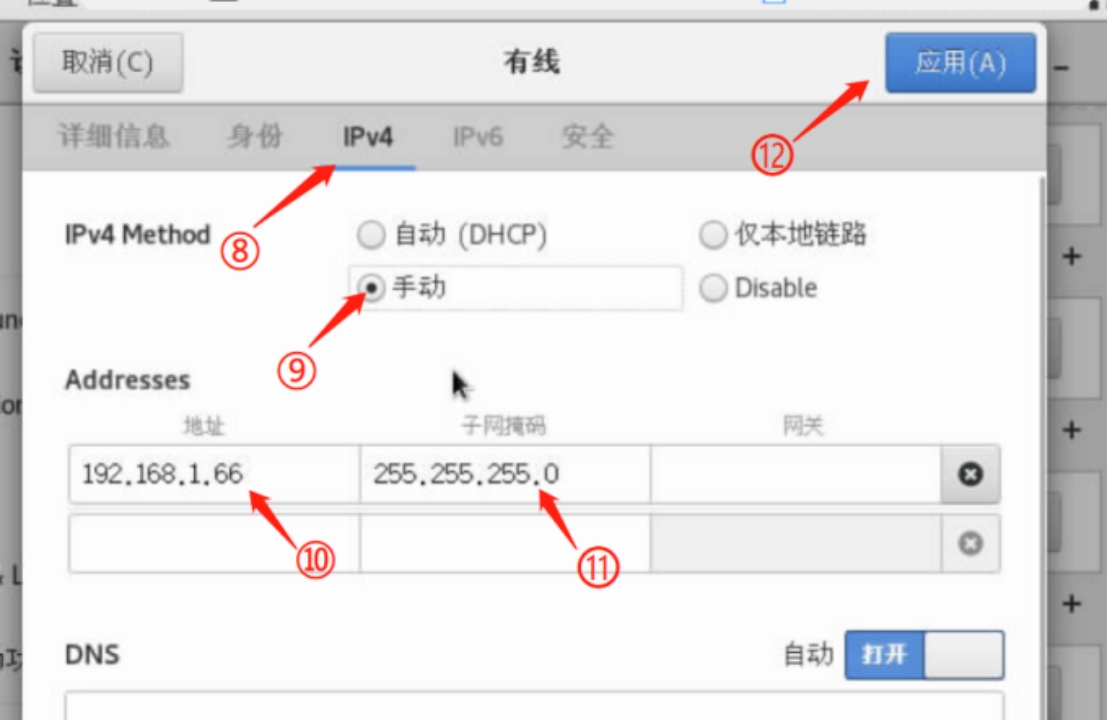 取消(C)
有线
应用(A)
详细信息 身份 IPv4 IPv6 安全
⑫
IPv4 Method
自动 (DHCP)
仅本地链路
⑧
手动
Disable
⑨
Addresses
地址 子网掩码 网关
192.168.1.66 255.255.255.0
⑩
⑪
DNS
自动 打开